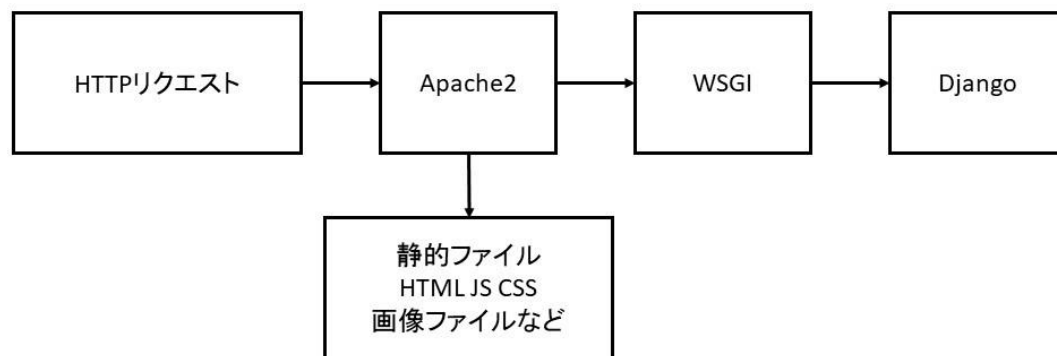 HTTPリクエスト
Apache2
WSGI
Django
静的ファイル
HTML JS CSS
画像ファイルなど